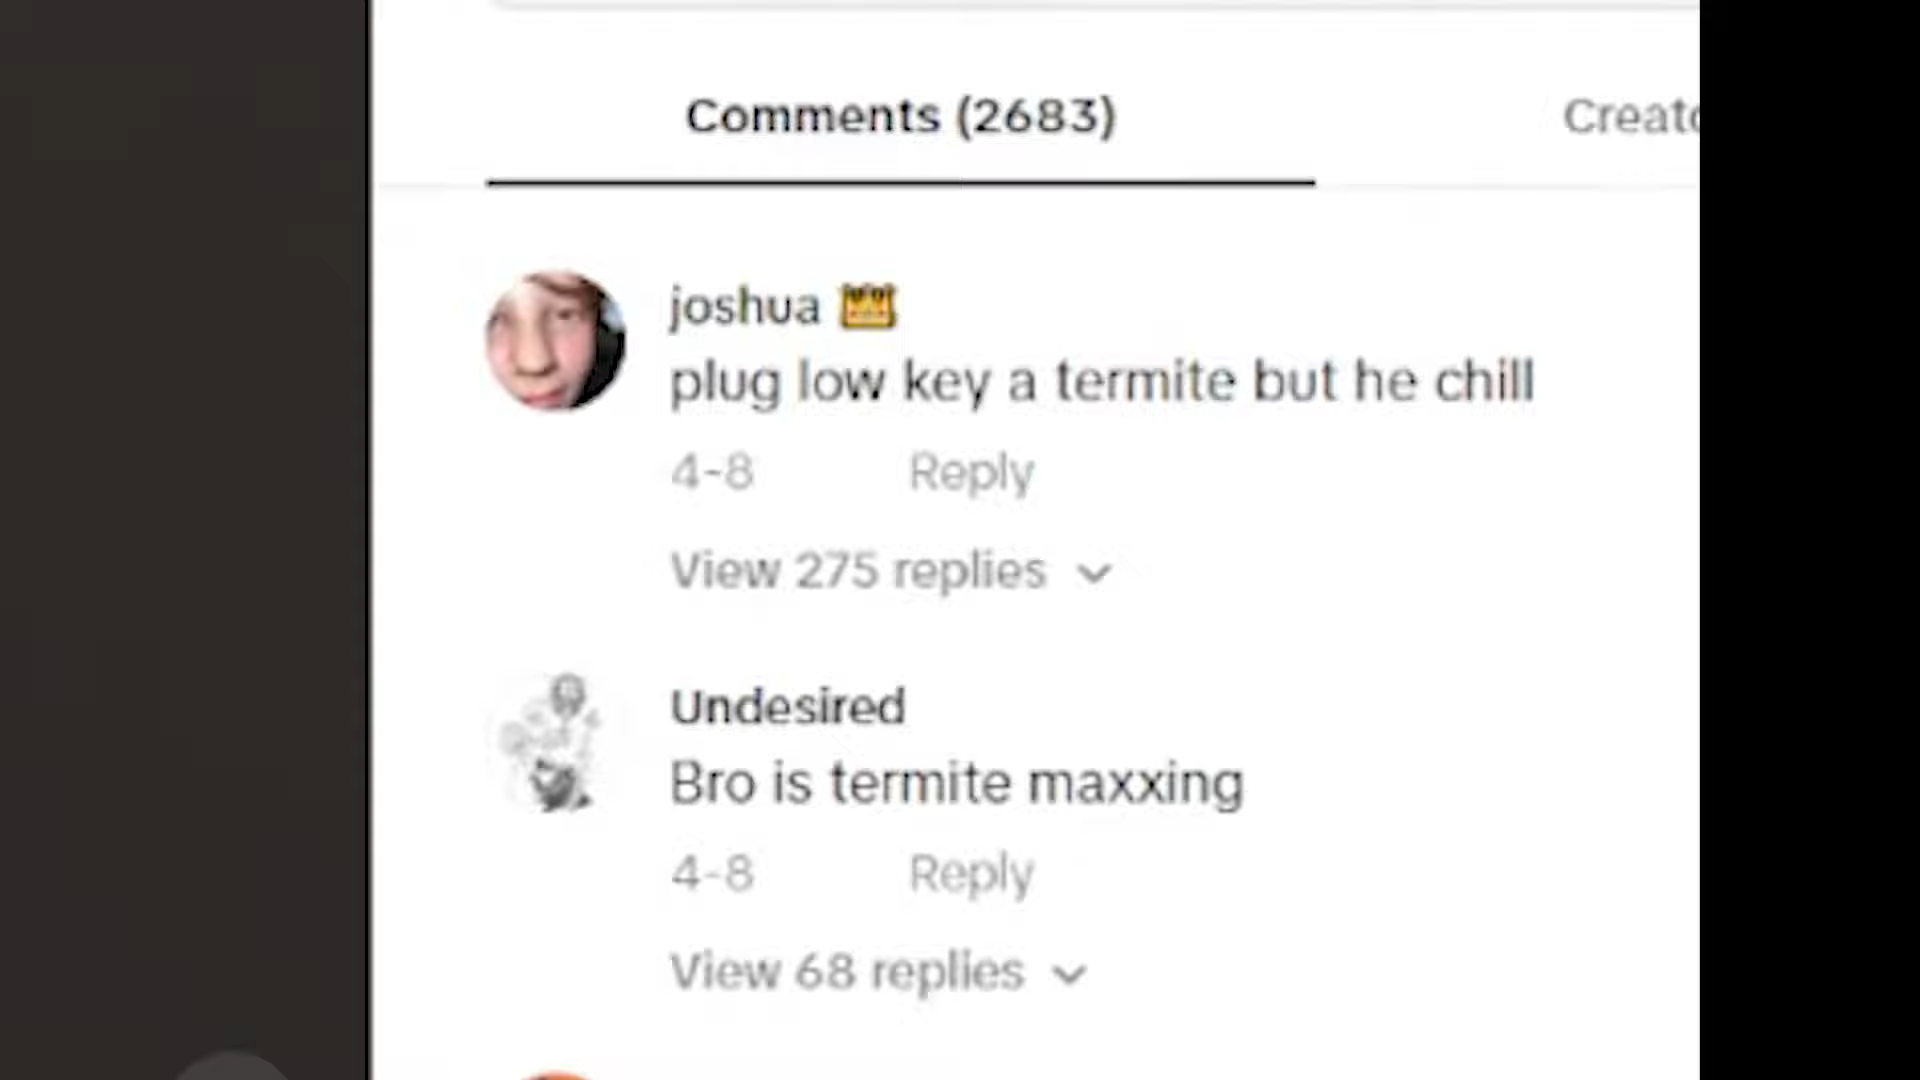 Comments (2683)
joshua 👑
plug low key a termite but he chill
4-8 Reply
View 275 replies
Undesired
Bro is termite maxxing
4-8 Reply
View 68 replies